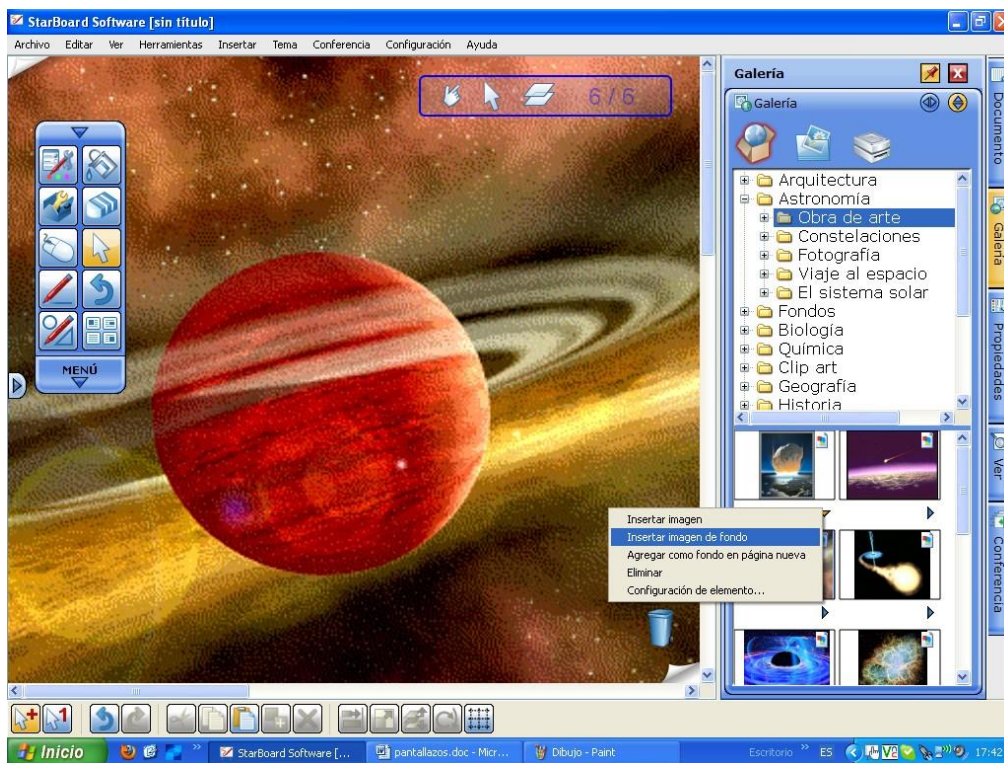 StarBoard Software [sin título]
Archivo Editar Ver Herramientas Insertar Tema Conferencia Configuración Ayuda
6 / 6
MENÚ
Galería
Galería
Arquitectura
Astronomía
Obra de arte
Constelaciones
Fotografía
Viaje al espacio
El sistema solar
Fondos
Biología
Química
Clip art
Geografía
Historia
Documento
Galería
Propiedades
Ver
Conferencia
Insertar imagen
Insertar imagen de fondo
Agregar como fondo en página nueva
Eliminar
Configuración de elemento...
1
Inicio
StarBoard Software [...
pantallazos.doc - Micr...
Dibujo - Paint
Escritorio
ES
17:42